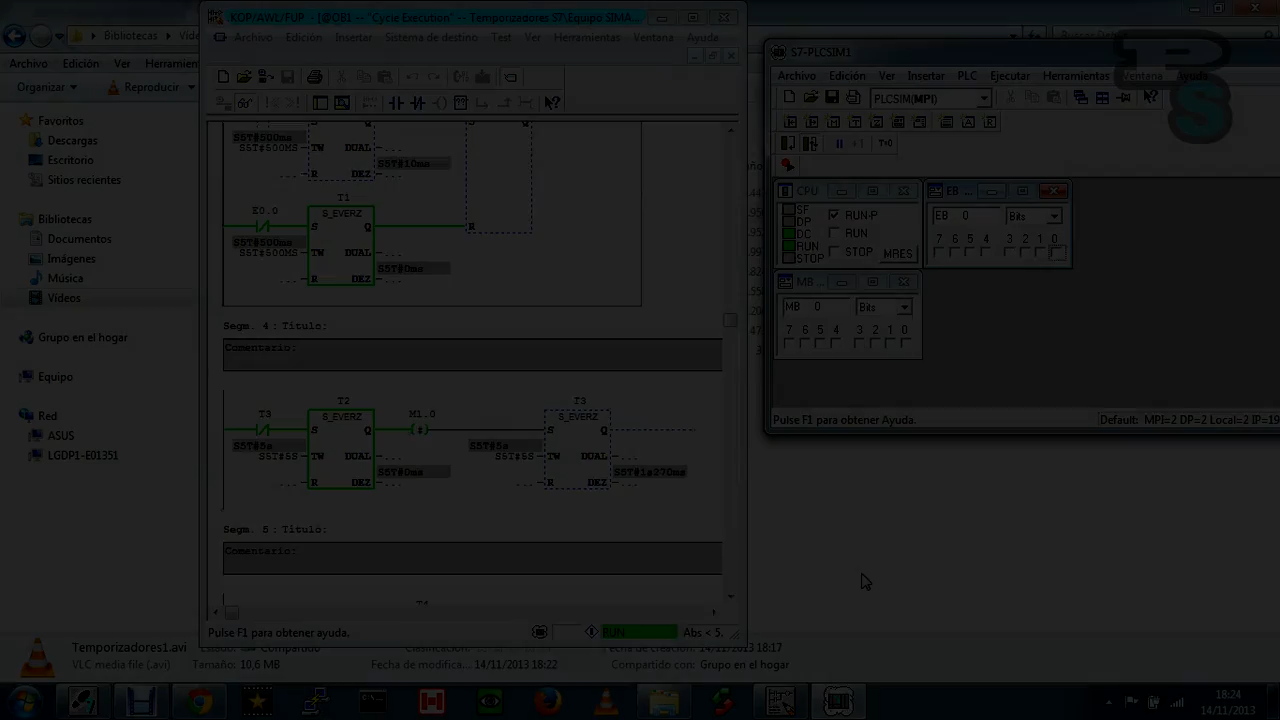 KOP/AWL/FUP - [@OB1 -- "Cycle Execution" -- Temporizadores S7\Equipo SIMA...
Archivo Edición Insertar Sistema de destino Test Ver Herramientas Ventana Ayuda
Bibliotecas
Archivo Edición Ver Herramien
Organizar Reproducir
Favoritos
Descargas
Escritorio
Sitios recientes
Bibliotecas
Documentos
Imágenes
Música
Vídeos
Grupo en el hogar
Equipo
Red
ASUS
LGDP1-E01351
S5T#500ms
S5T#500MS TW DUAL ...
S5T#10ms
... R DEZ
T1
E0.0 S_EVERZ
S Q R
S5T#500ms
S5T#500MS TW DUAL ...
S5T#0ms
... R DEZ ...
Segm. 4 : Título:
Comentario:
T2 T3
T3 S_EVERZ M1.0 S_EVERZ
S Q (#) S Q
S5T#5s S5T#5s
S5T#5S TW DUAL ... S5T#5S TW DUAL ...
S5T#0ms S5T#1s270ms
... R DEZ ... ... R DEZ ...
Segm. 5 : Título:
Comentario:
Pulse F1 para obtener ayuda.
RUN Abs < 5.
S7-PLCSIM1
Archivo Edición Ver Insertar PLC Ejecutar Herramientas Ventana Ayuda
PLCSIM(MPI)
T=0
CPU
SF
DP
DC
RUN
STOP
RUN-P
RUN
STOP MRES
EB ...
EB 0 Bits
7 6 5 4 3 2 1 0
MB ...
MB 0 Bits
7 6 5 4 3 2 1 0
Pulse F1 para obtener Ayuda.
Default: MPI=2 DP=2 Local=2 IP=19
BS
Temporizadores1.avi
VLC media file (.avi)
Tamaño: 10,6 MB
Fecha de modifica... 14/11/2013 18:22
Fecha de creación: 14/11/2013 18:17
Compartido con: Grupo en el hogar
18:24
14/11/2013